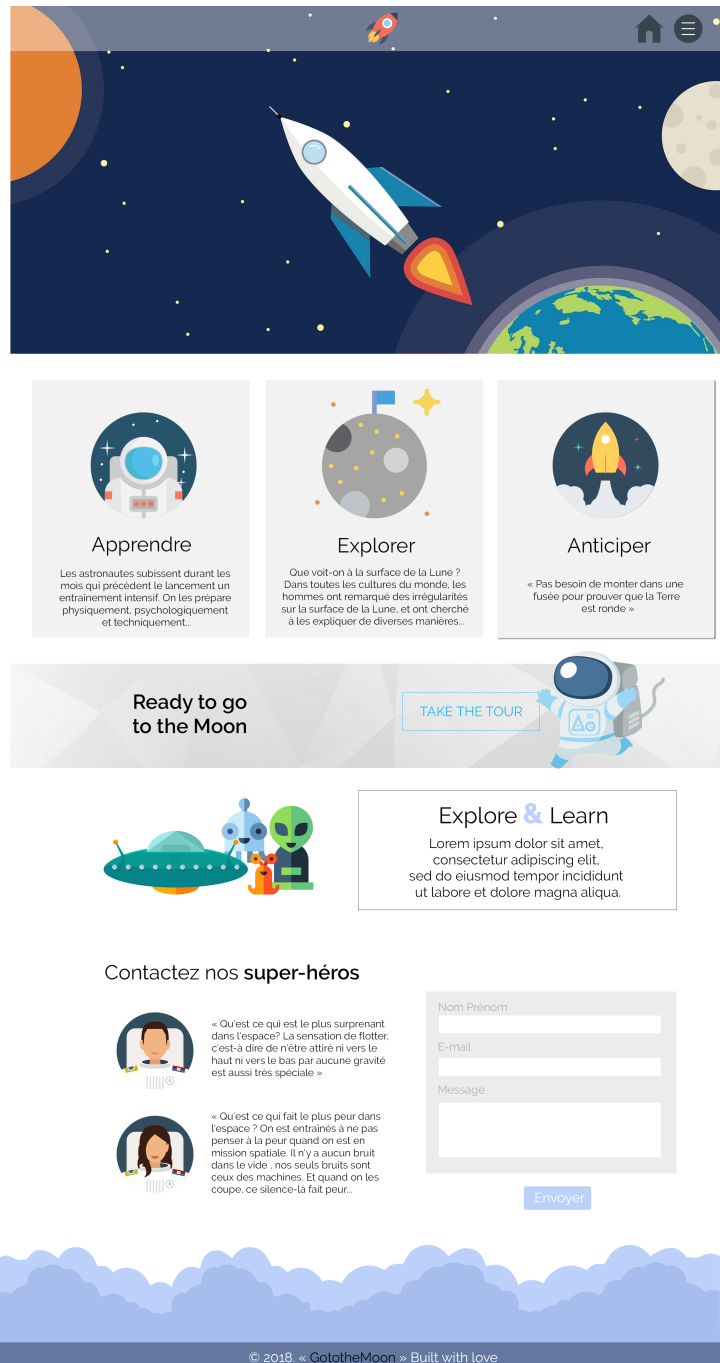 Apprendre
Les astronautes subissent durant les
mois qui précèdent le lancement un
entraînement intensif. On les prépare
physiquement, psychologiquement
et techniquement...
Explorer
Que voit-on à la surface de la Lune ?
Dans toutes les cultures du monde, les
hommes ont remarqué des irrégularités
sur la surface de la Lune, et ont cherché
à les expliquer de diverses manières...
Anticiper
« Pas besoin de monter dans une
fusée pour prouver que la Terre
est ronde »
Ready to go
to the Moon
TAKE THE TOUR
Explore & Learn
Lorem ipsum dolor sit amet,
consectetur adipiscing elit,
sed do eiusmod tempor incididunt
ut labore et dolore magna aliqua.
Contactez nos super-héros
« Qu'est ce qui est le plus surprenant
dans l'espace? La sensation de flotter,
c'est-à dire de n'être attiré ni vers le
haut ni vers le bas par aucune gravité
est aussi très spéciale »
« Qu'est ce qui fait le plus peur dans
l'espace ? On est entraînés à ne pas
penser à la peur quand on est en
mission spatiale. Il n'y a aucun bruit
dans le vide , nos seuls bruits sont
ceux des machines. Et quand on les
coupe, ce silence-là fait peur...
Nom Prénom
E-mail
Message
Envoyer
© 2018. « GototheMoon » Built with love